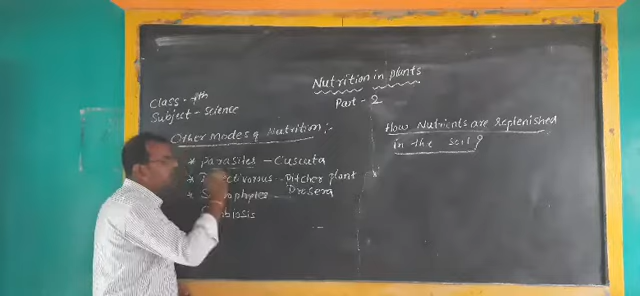 Nutrition in plants
Part - 2
Class - 7th
Subject - Science
Other Modes of Nutrition :-
* Parasites - Cuscuta
* - Pitcher plant
Drosera
*
How Nutrients are replenished
in the soil?
*